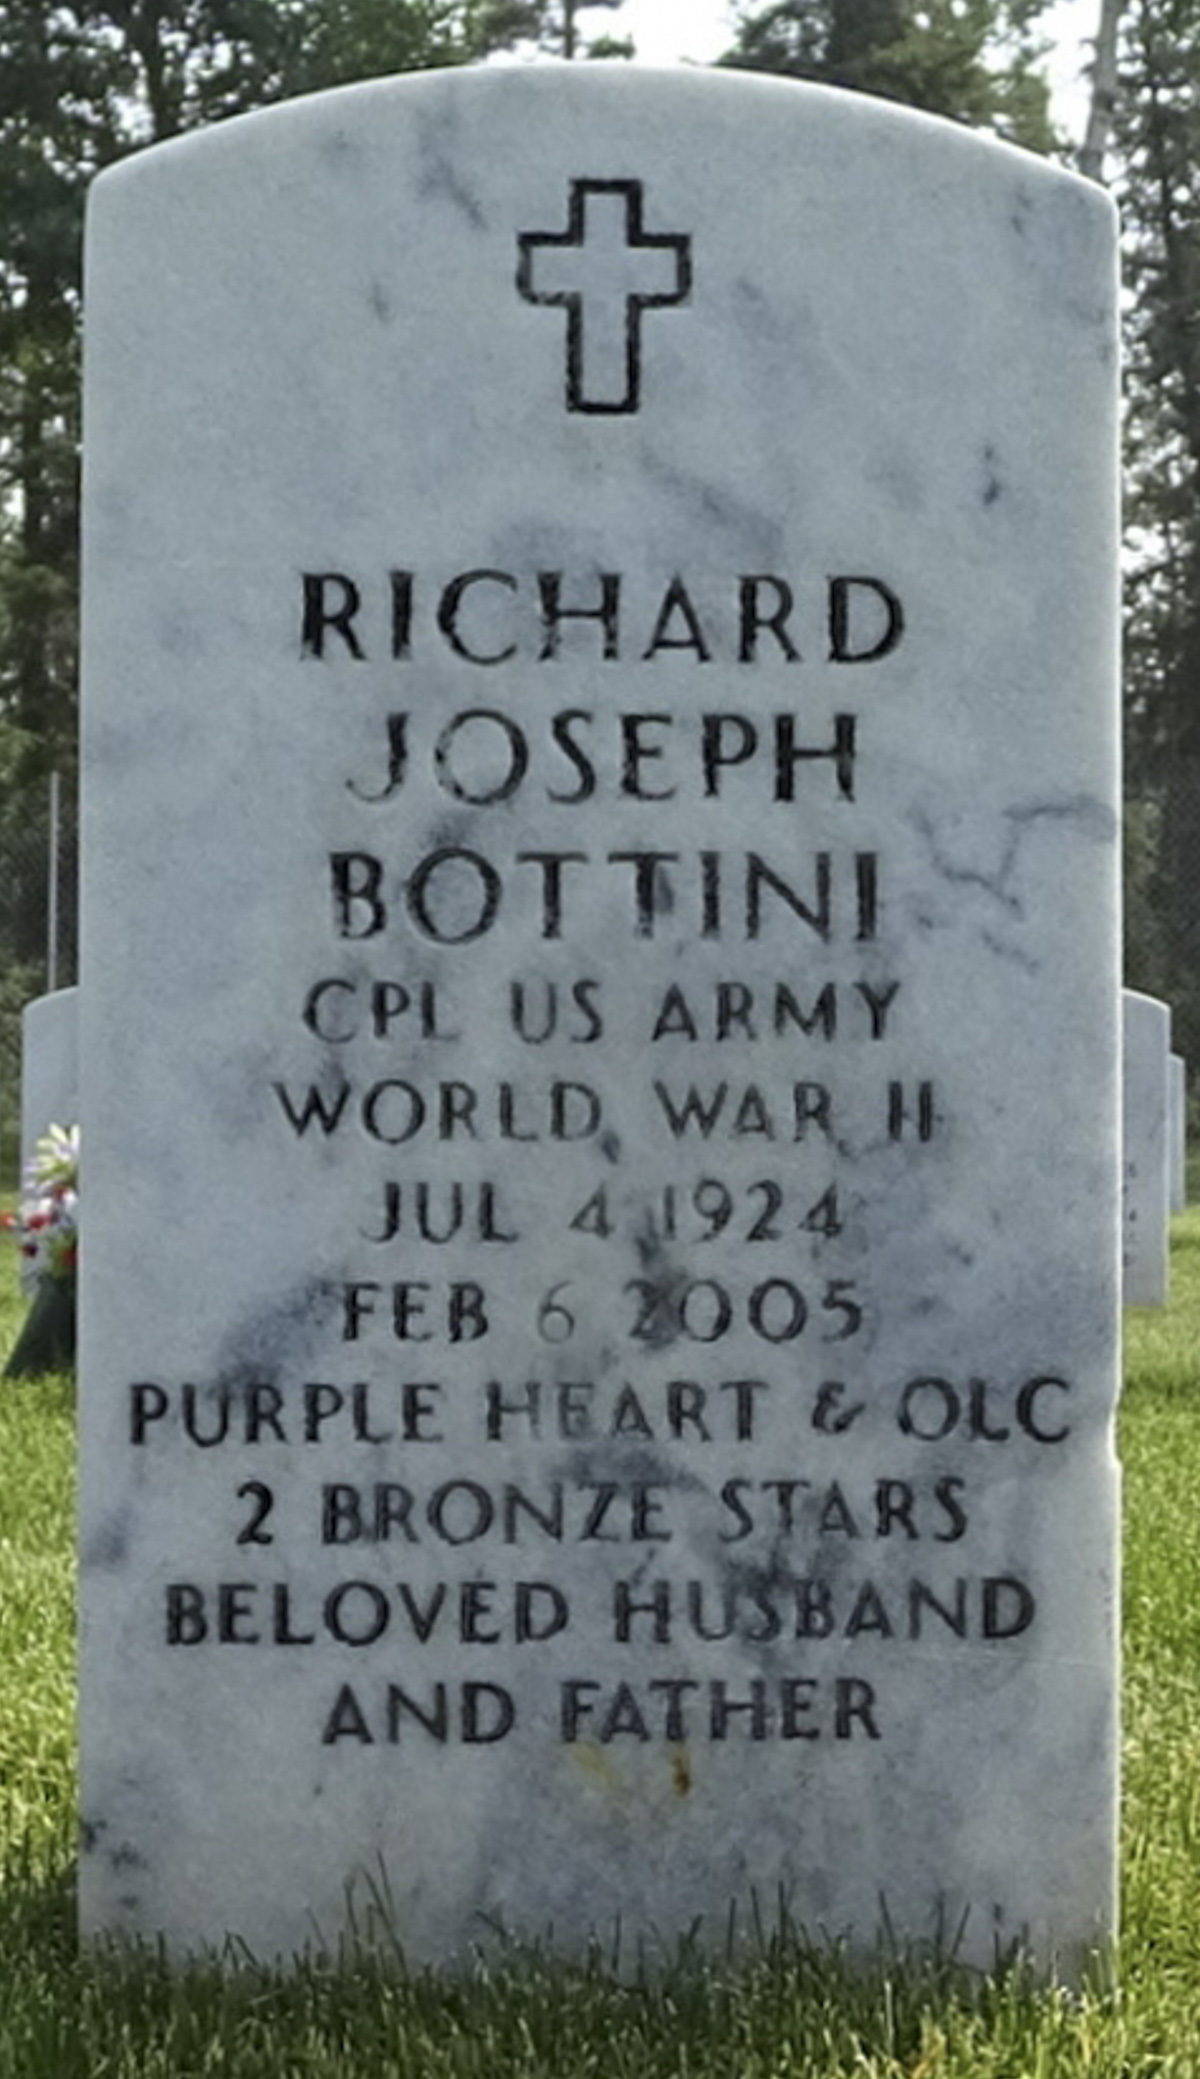 RICHARD
JOSEPH
BOTTINI
CPL US ARMY
WORLD WAR II
JUL 4 1924
FEB 6 2005
PURPLE HEART & OLC
2 BRONZE STARS
BELOVED HUSBAND
AND FATHER